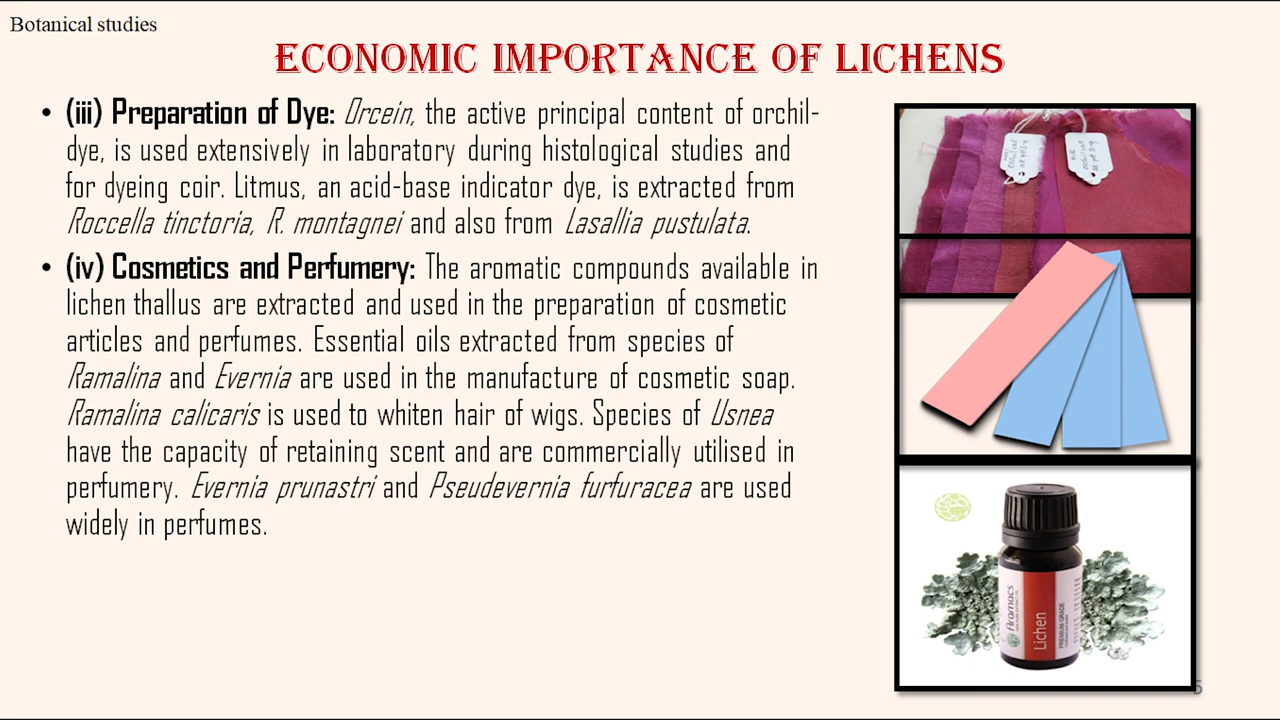 Botanical studies
ECONOMIC IMPORTANCE OF LICHENS
• (iii) Preparation of Dye: Orcein, the active principal content of orchil-
dye, is used extensively in laboratory during histological studies and
for dyeing coir. Litmus, an acid-base indicator dye, is extracted from
Roccella tinctoria, R. montagnei and also from Lasallia pustulata.
• (iv) Cosmetics and Perfumery: The aromatic compounds available in
lichen thallus are extracted and used in the preparation of cosmetic
articles and perfumes. Essential oils extracted from species of
Ramalina and Evernia are used in the manufacture of cosmetic soap.
Ramalina calicaris is used to whiten hair of wigs. Species of Usnea
have the capacity of retaining scent and are commercially utilised in
perfumery. Evernia prunastri and Pseudevernia furfuracea are used
widely in perfumes.
Aromacs
Lichen
PREMIUM GRADE
5